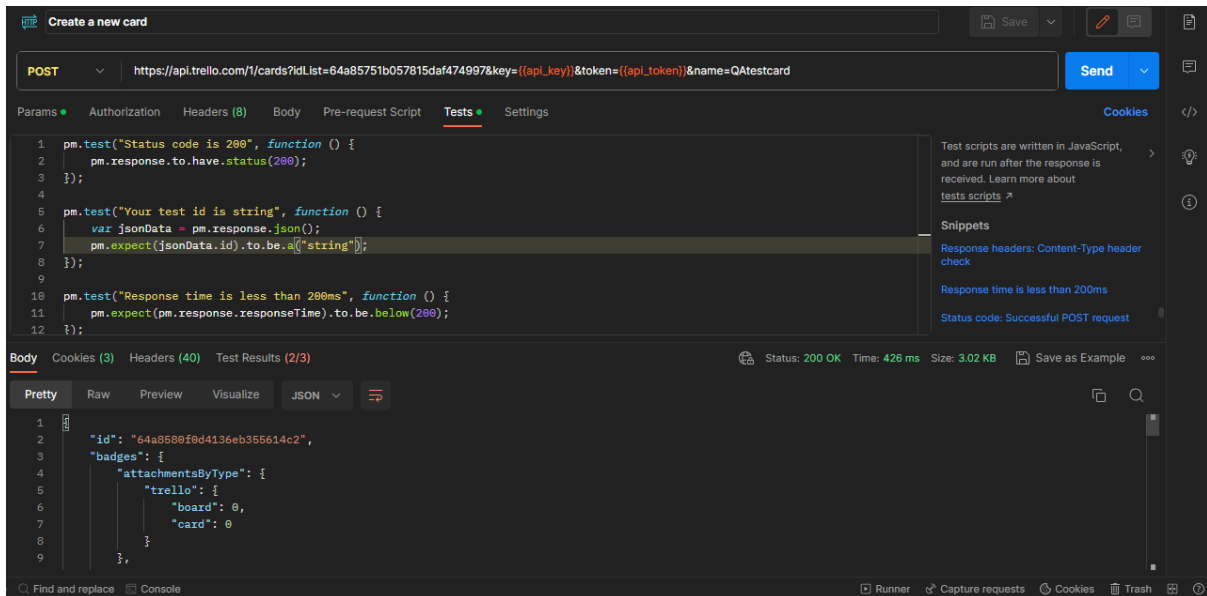 HTTP Create a new card Save
POST https://api.trello.com/1/cards?idList=64a85751b057815daf474997&key={{api_key}}&token={{api_token}}&name=QAtestcard Send
Params Authorization Headers (8) Body Pre-request Script Tests Settings Cookies
1 pm.test("Status code is 200", function () {
2 pm.response.to.have.status(200);
3 });
4
5 pm.test("Your test id is string", function () {
6 var jsonData = pm.response.json();
7 pm.expect(jsonData.id).to.be.a("string");
8 });
9
10 pm.test("Response time is less than 200ms", function () {
11 pm.expect(pm.response.responseTime).to.be.below(200);
12 });
Test scripts are written in JavaScript,
and are run after the response is
received. Learn more about
tests scripts
Snippets
Response headers: Content-Type header
check
Response time is less than 200ms
Status code: Successful POST request
Body Cookies (3) Headers (40) Test Results (2/3) Status: 200 OK Time: 426 ms Size: 3.02 KB Save as Example
Pretty Raw Preview Visualize JSON
1 {
2 "id": "64a8580f0d4136eb355614c2",
3 "badges": {
4 "attachmentsByType": {
5 "trello": {
6 "board": 0,
7 "card": 0
8 }
9 },
Find and replace Console Runner Capture requests Cookies Trash